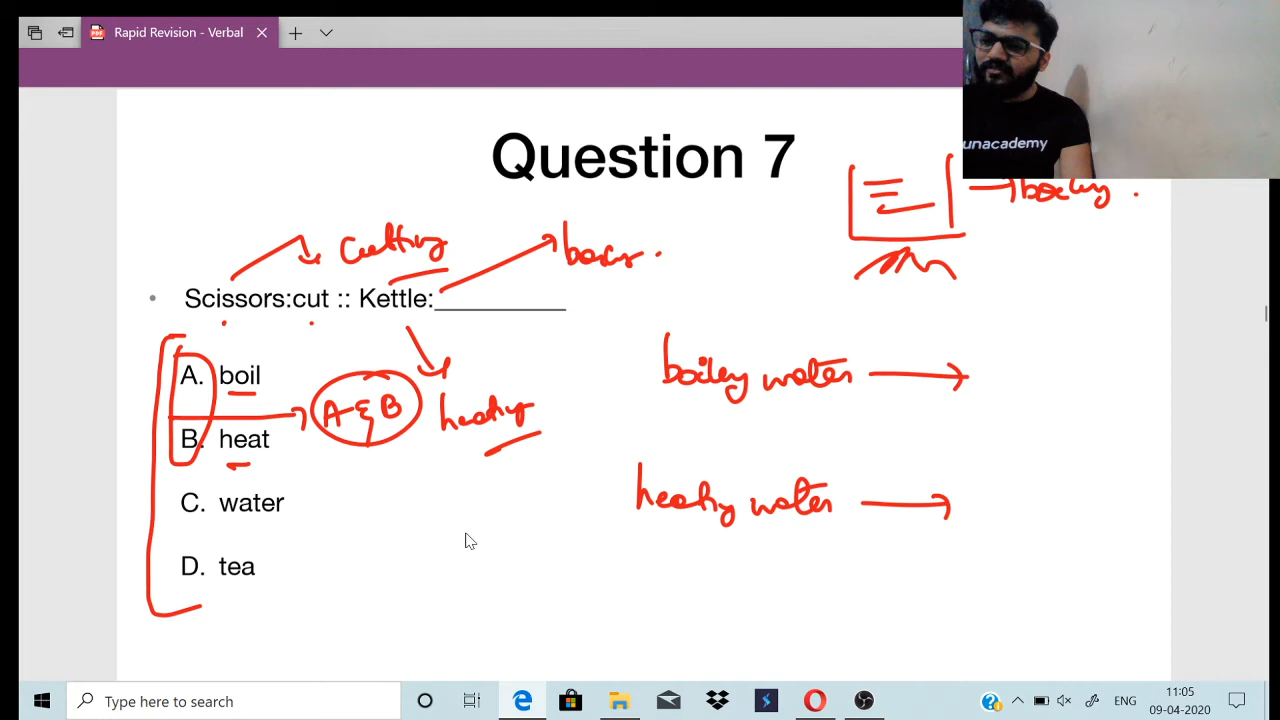 Rapid Revision - Verbal
unacademy
Question 7
boiling.
Cutting
Scissors:cut :: Kettle:__________
A. boil
A & B
heating
B. heat
C. water
D. tea
boiling water
heating water
Type here to search
ENG
11:05
09-04-2020